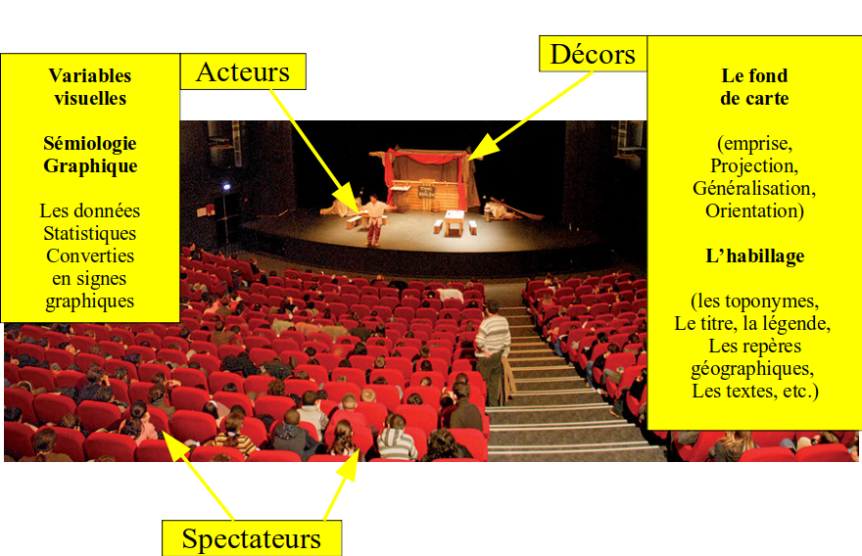 Variables
visuelles
Sémiologie
Graphique
Les données
Statistiques
Converties
en signes
graphiques
Acteurs
Décors
Le fond
de carte
(emprise,
Projection,
Généralisation,
Orientation)
L’habillage
(les toponymes,
Le titre, la légende,
Les repères
géographiques,
Les textes, etc.)
Spectateurs